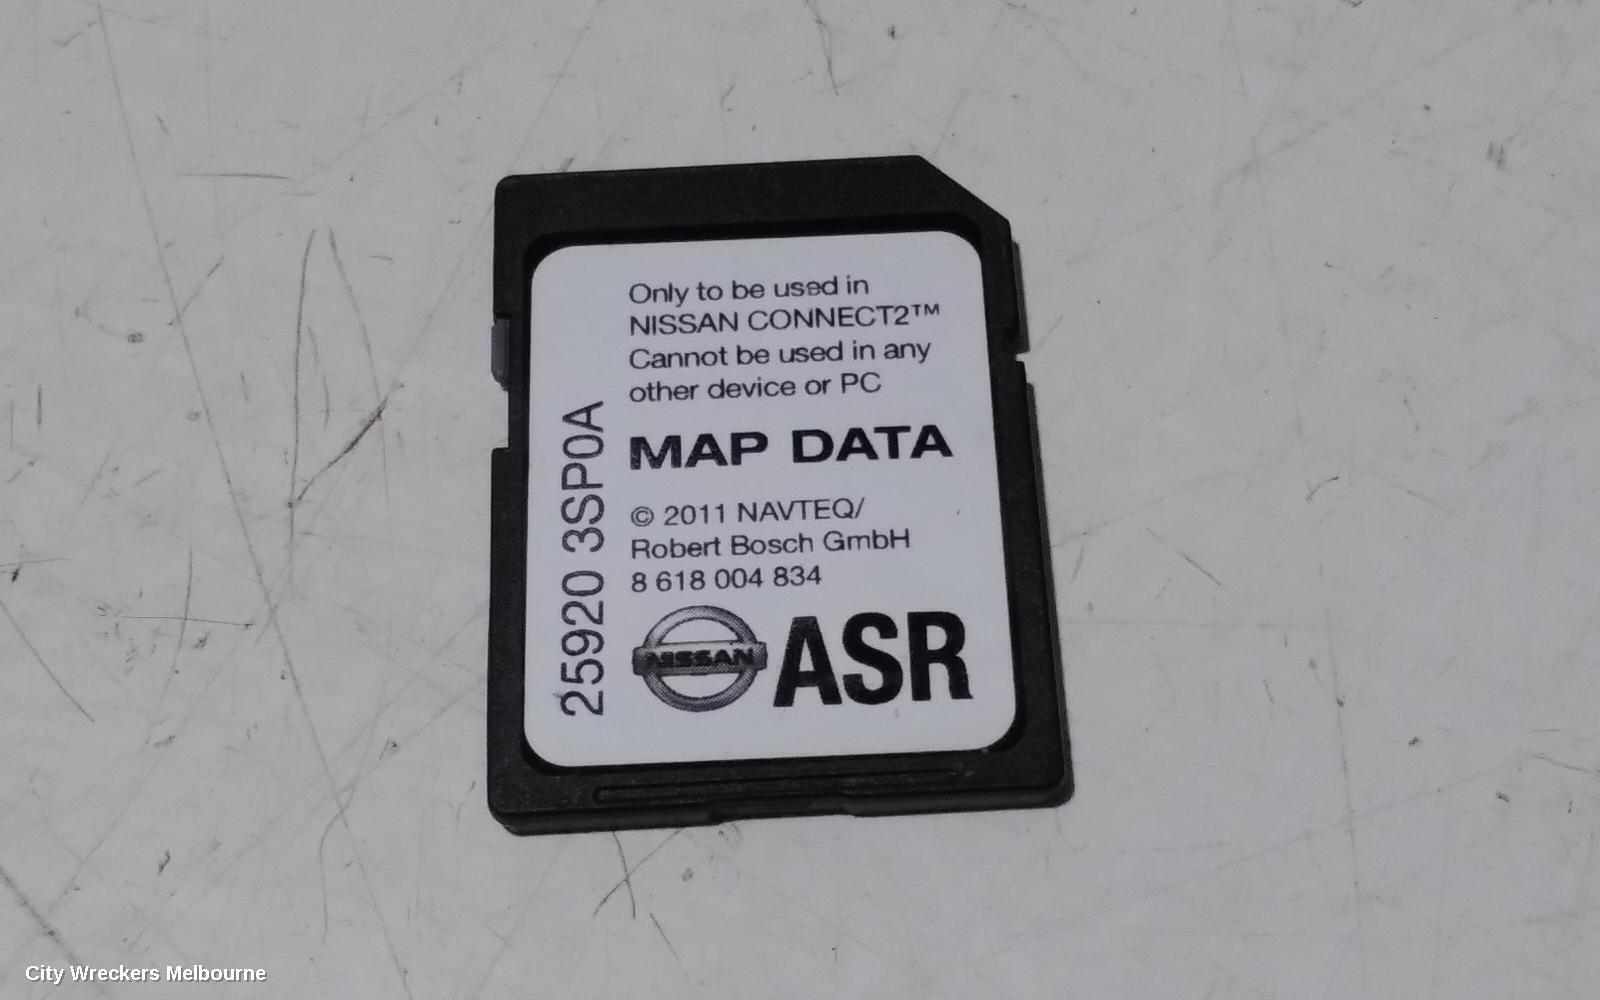 Only to be used in
NISSAN CONNECT2™
Cannot be used in any
other device or PC
MAP DATA
© 2011 NAVTEQ/
Robert Bosch GmbH
8 618 004 834
NISSAN ASR
25920 3SP0A
City Wreckers Melbourne